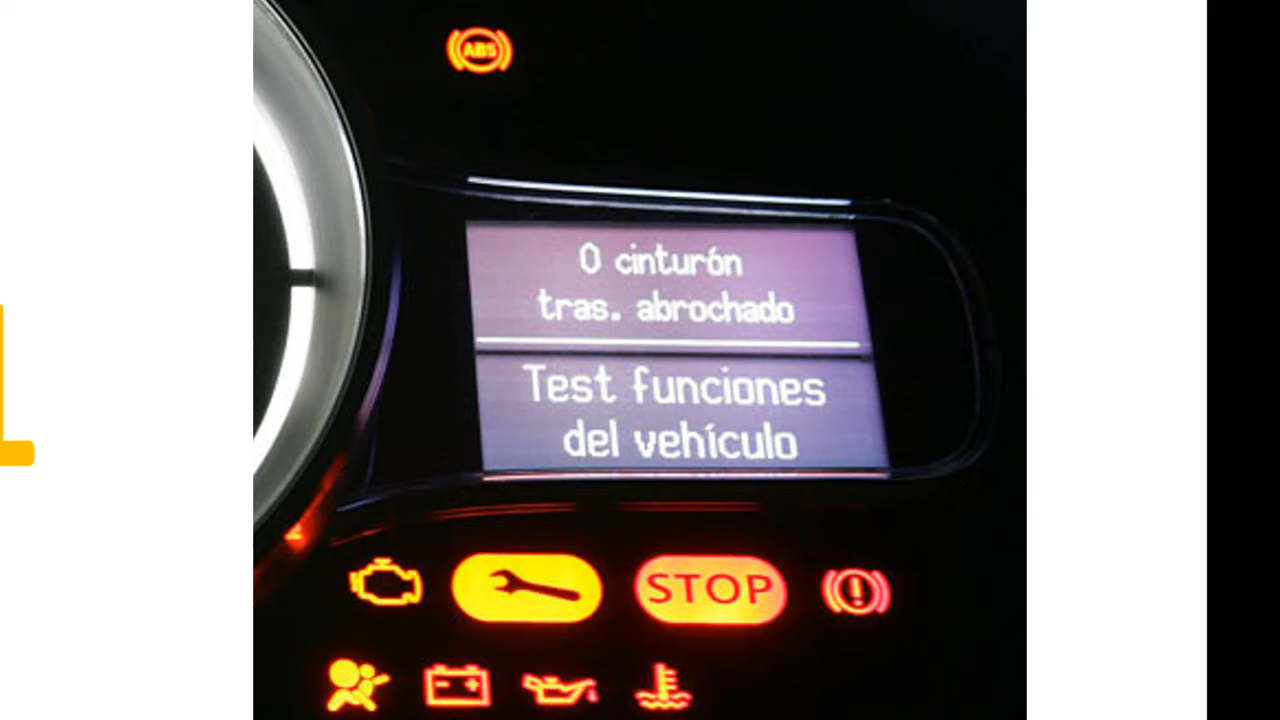 ABS
0 cinturón
tras. abrochado
Test funciones
del vehículo
STOP